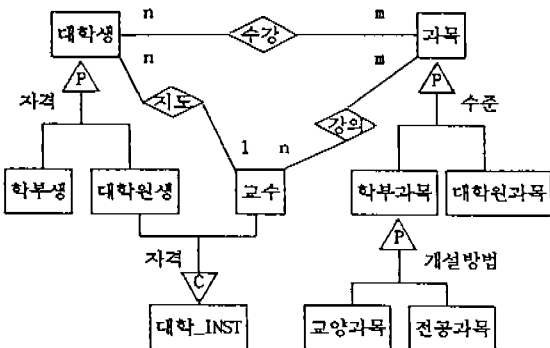 n m
대학생 수강 과목
n m
P P
자격 지도 강의 수준
1 n
학부생 대학원생 교수 학부과목 대학원과목
P
자격 개설방법
C
대학_INST 교양과목 전공과목